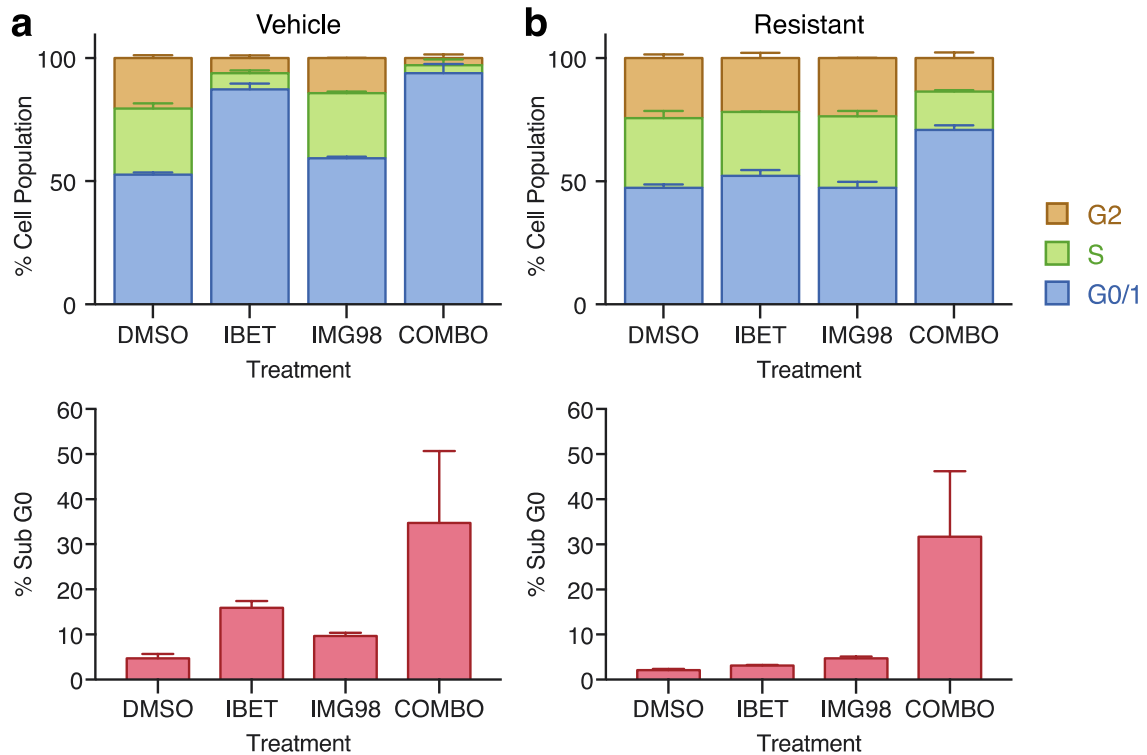 a
Vehicle
% Cell Population
100
50
0
DMSO IBET IMG98 COMBO
Treatment
b
Resistant
% Cell Population
100
50
0
DMSO IBET IMG98 COMBO
Treatment
G2
S
G0/1
% Sub G0
60
50
40
30
20
10
0
DMSO IBET IMG98 COMBO
Treatment
% Sub G0
60
50
40
30
20
10
0
DMSO IBET IMG98 COMBO
Treatment